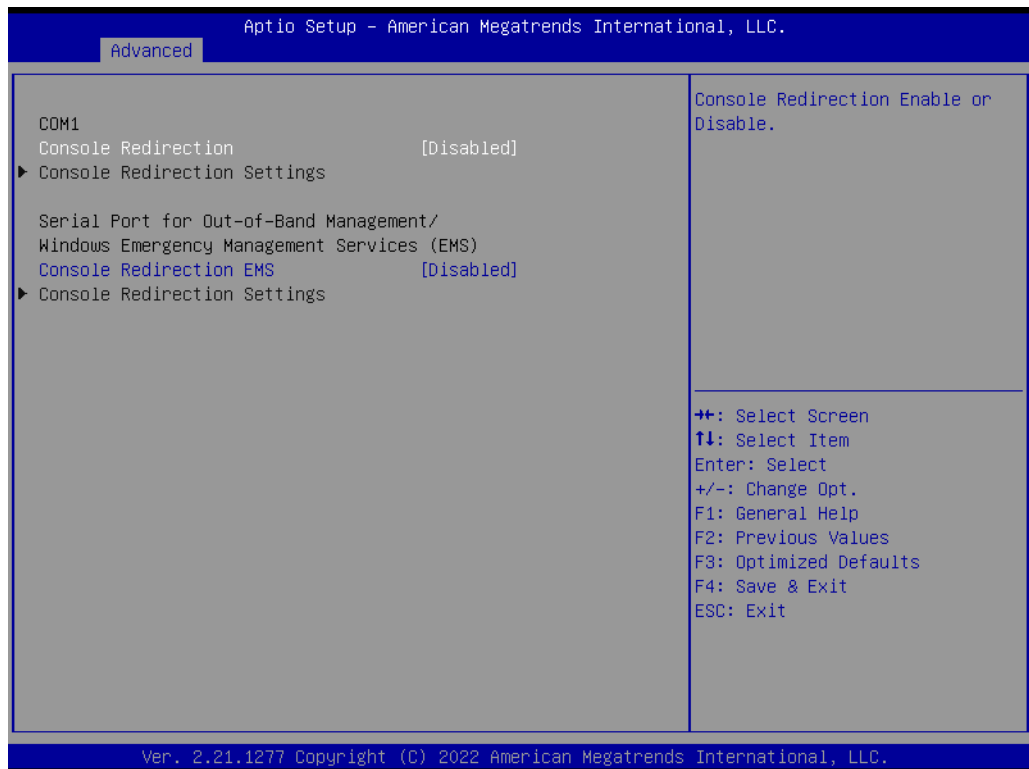 Aptio Setup – American Megatrends International, LLC.
Advanced
COM1
Console Redirection [Disabled]
▶ Console Redirection Settings
Serial Port for Out-of-Band Management/
Windows Emergency Management Services (EMS)
Console Redirection EMS [Disabled]
▶ Console Redirection Settings
Console Redirection Enable or
Disable.
→←: Select Screen
↑↓: Select Item
Enter: Select
+/-: Change Opt.
F1: General Help
F2: Previous Values
F3: Optimized Defaults
F4: Save & Exit
ESC: Exit
Ver. 2.21.1277 Copyright (C) 2022 American Megatrends International, LLC.